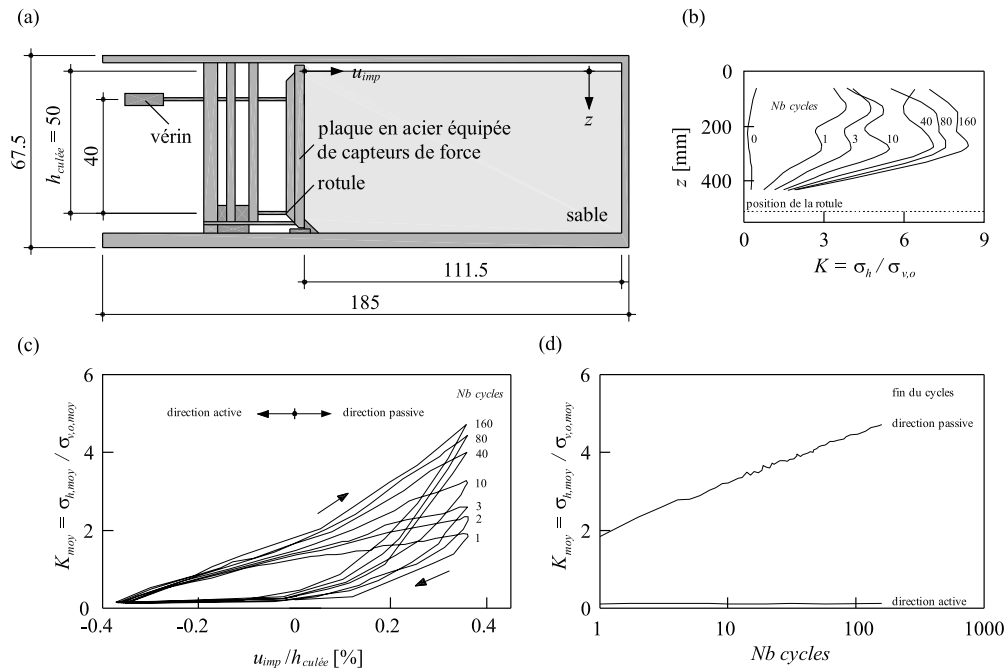 (a)
67.5
h_culée = 50
40
vérin
u_imp
z
plaque en acier équipée
de capteurs de force
rotule
sable
111.5
185
(b)
0
200
400
z [mm]
Nb cycles
0
1
3
10
40
80
160
position de la rotule
0
3
6
9
K = σ_h / σ_v,o
(c)
6
4
2
0
K_moy = σ_h,moy / σ_v,o,moy
direction active
direction passive
Nb cycles
160
80
40
10
3
2
1
-0.4
-0.2
0
0.2
0.4
u_imp/h_culée [%]
(d)
6
4
2
0
K_moy = σ_h,moy / σ_v,o,moy
fin du cycles
direction passive
direction active
1
10
100
1000
Nb cycles